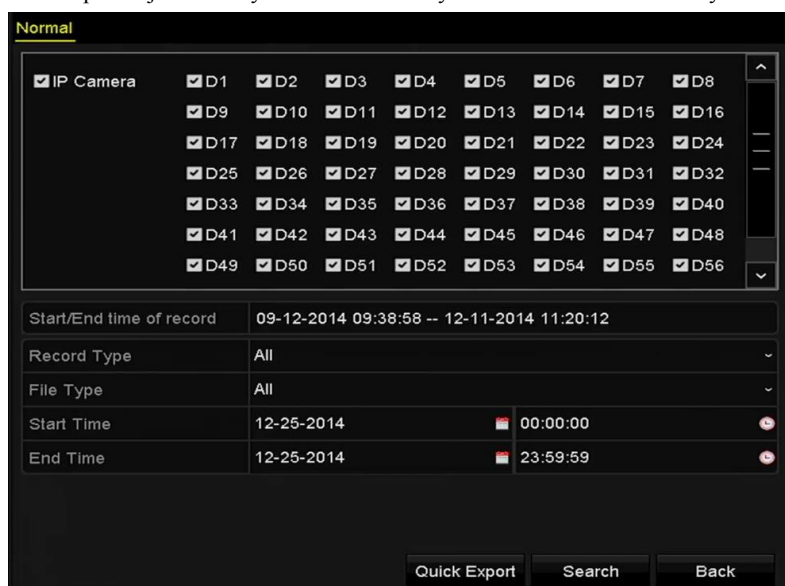 Normal
IP Camera D1 D2 D3 D4 D5 D6 D7 D8
D9 D10 D11 D12 D13 D14 D15 D16
D17 D18 D19 D20 D21 D22 D23 D24
D25 D26 D27 D28 D29 D30 D31 D32
D33 D34 D35 D36 D37 D38 D39 D40
D41 D42 D43 D44 D45 D46 D47 D48
D49 D50 D51 D52 D53 D54 D55 D56
Start/End time of record 09-12-2014 09:38:58 -- 12-11-2014 11:20:12
Record Type All
File Type All
Start Time 12-25-2014 00:00:00
End Time 12-25-2014 23:59:59
Quick Export Search Back